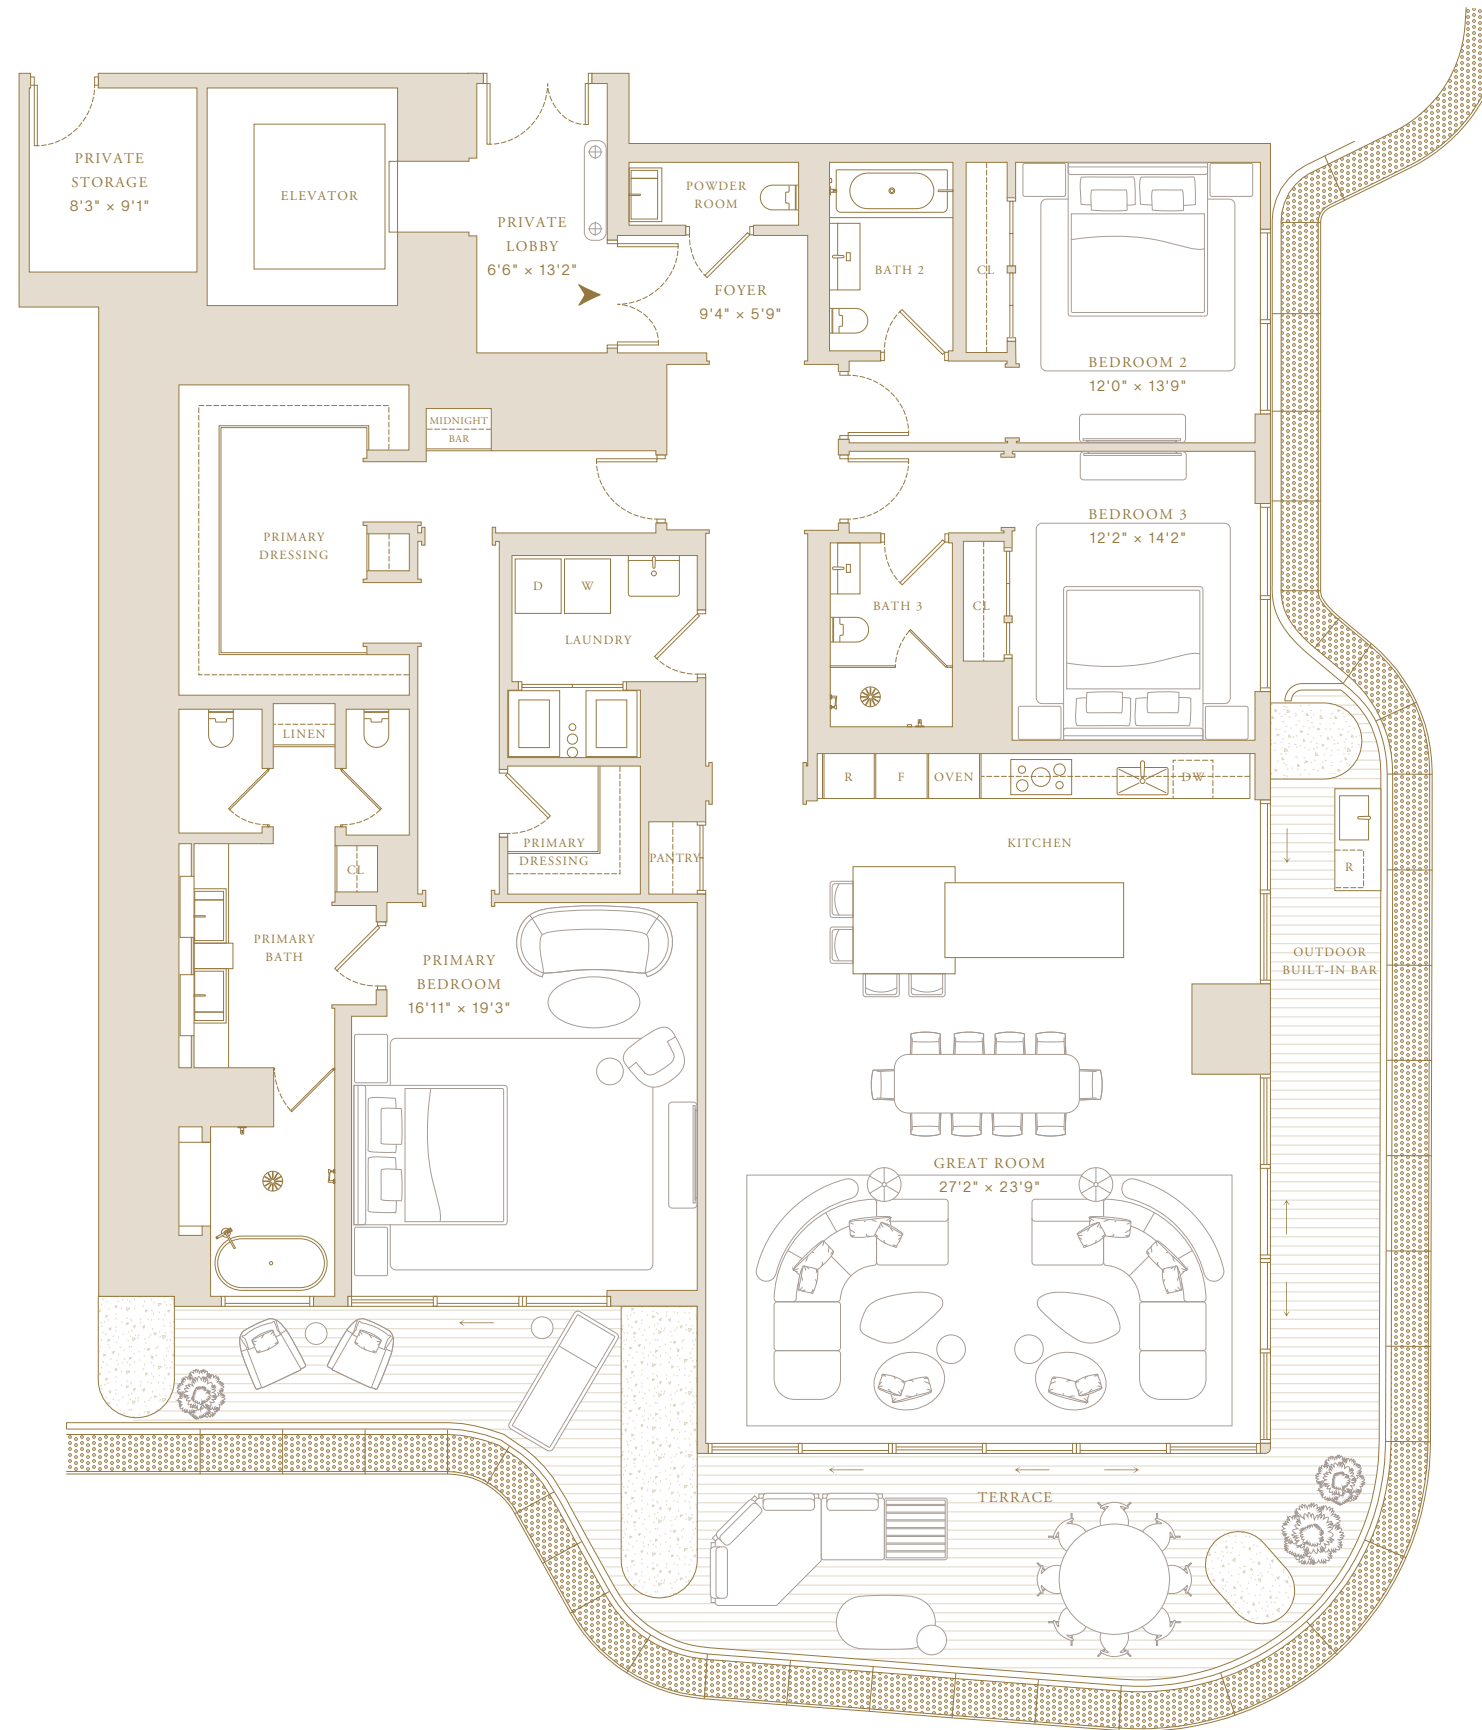 PRIVATE
STORAGE
8'3" × 9'1"
ELEVATOR
PRIVATE
LOBBY
6'6" × 13'2"
POWDER
ROOM
FOYER
9'4" × 5'9"
BATH 2
CL
BEDROOM 2
12'0" × 13'9"
MIDNIGHT
BAR
PRIMARY
DRESSING
BEDROOM 3
12'2" × 14'2"
D
W
LAUNDRY
BATH 3
CL
LINEN
R
F
OVEN
DW
PRIMARY
DRESSING
PANTRY
KITCHEN
CL
R
PRIMARY
BATH
PRIMARY
BEDROOM
16'11" × 19'3"
OUTDOOR
BUILT-IN BAR
GREAT ROOM
27'2" × 23'9"
TERRACE